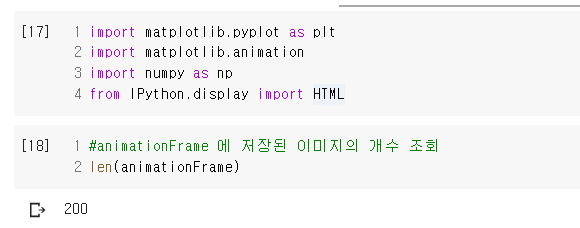 [17] 1 import matplotlib.pyplot as plt
2 import matplotlib.animation
3 import numpy as np
4 from IPython.display import HTML
[18] 1 #animationFrame 에 저장된 이미지의 개수 조회
2 len(animationFrame)
200